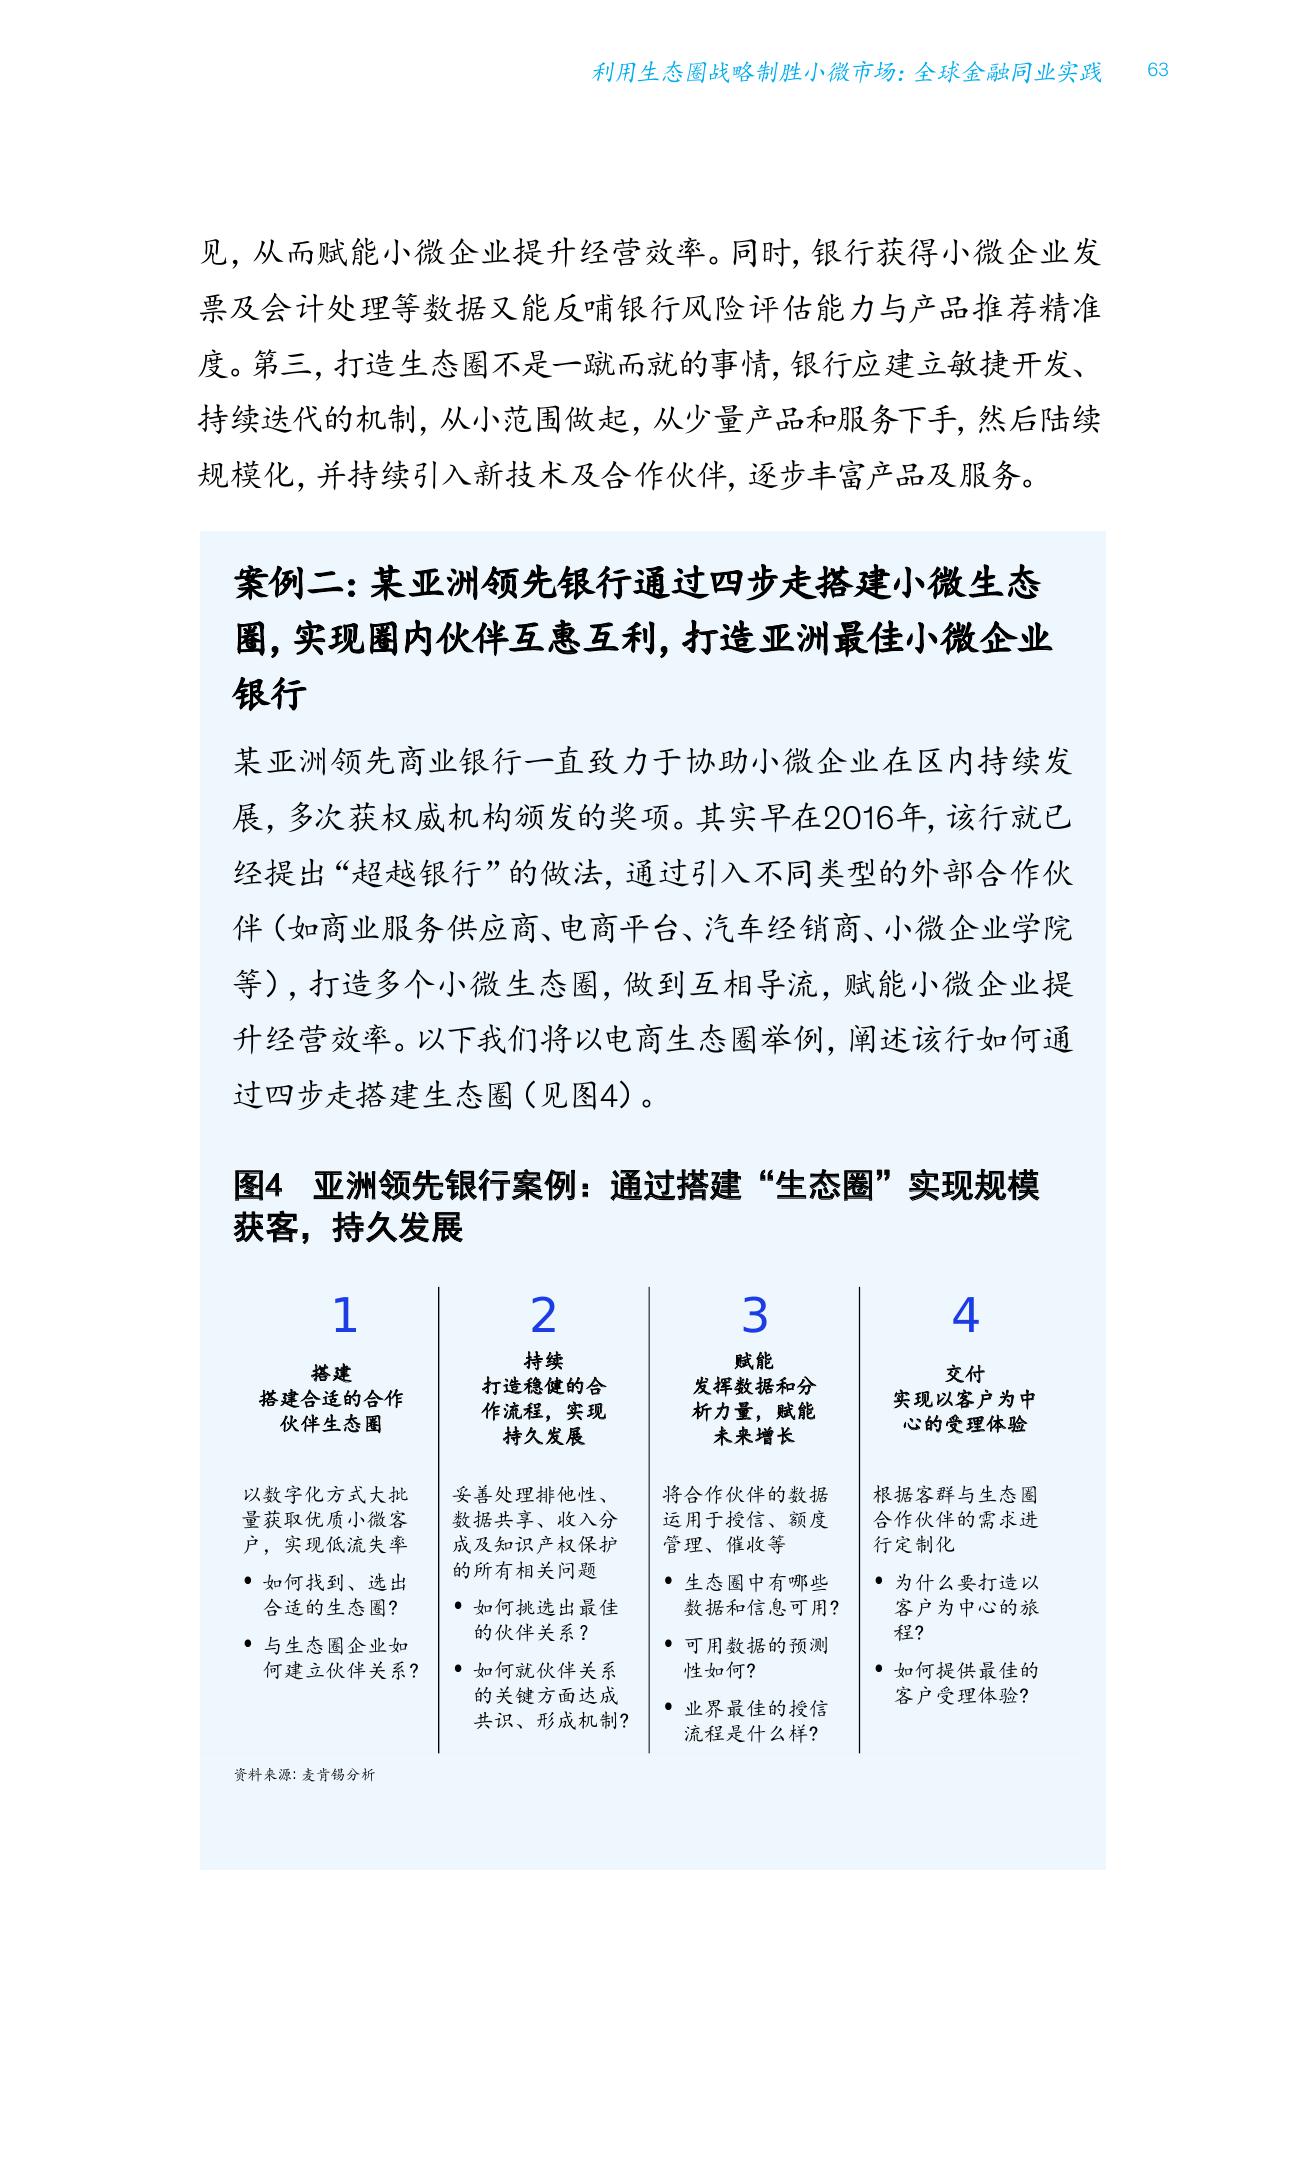 利用生态圈战略制胜小微市场：全球金融同业实践 63
见，从而赋能小微企业提升经营效率。同时，银行获得小微企业发
票及会计处理等数据又能反哺银行风险评估能力与产品推荐精准
度。第三，打造生态圈不是一蹴而就的事情，银行应建立敏捷开发、
持续迭代的机制，从小范围做起，从少量产品和服务下手，然后陆续
规模化，并持续引入新技术及合作伙伴，逐步丰富产品及服务。
案例二：某亚洲领先银行通过四步走搭建小微生态
圈，实现圈内伙伴互惠互利，打造亚洲最佳小微企业
银行
某亚洲领先商业银行一直致力于协助小微企业在区内持续发
展，多次获权威机构颁发的奖项。其实早在2016年，该行就已
经提出“超越银行”的做法，通过引入不同类型的外部合作伙
伴（如商业服务供应商、电商平台、汽车经销商、小微企业学院
等），打造多个小微生态圈，做到互相导流，赋能小微企业提
升经营效率。以下我们将以电商生态圈举例，阐述该行如何通
过四步走搭建生态圈（见图4）。
图4 亚洲领先银行案例：通过搭建“生态圈”实现规模
获客，持久发展
1
搭建
搭建合适的合作
伙伴生态圈
以数字化方式大批
量获取优质小微客
户，实现低流失率
• 如何找到、选出
合适的生态圈?
• 与生态圈企业如
何建立伙伴关系?
2
持续
打造稳健的合
作流程，实现
持久发展
妥善处理排他性、
数据共享、收入分
成及知识产权保护
的所有相关问题
• 如何挑选出最佳
的伙伴关系？
• 如何就伙伴关系
的关键方面达成
共识、形成机制?
3
赋能
发挥数据和分
析力量，赋能
未来增长
将合作伙伴的数据
运用于授信、额度
管理、催收等
• 生态圈中有哪些
数据和信息可用?
• 可用数据的预测
性如何?
• 业界最佳的授信
流程是什么样?
4
交付
实现以客户为中
心的受理体验
根据客群与生态圈
合作伙伴的需求进
行定制化
• 为什么要打造以
客户为中心的旅
程?
• 如何提供最佳的
客户受理体验?
资料来源：麦肯锡分析